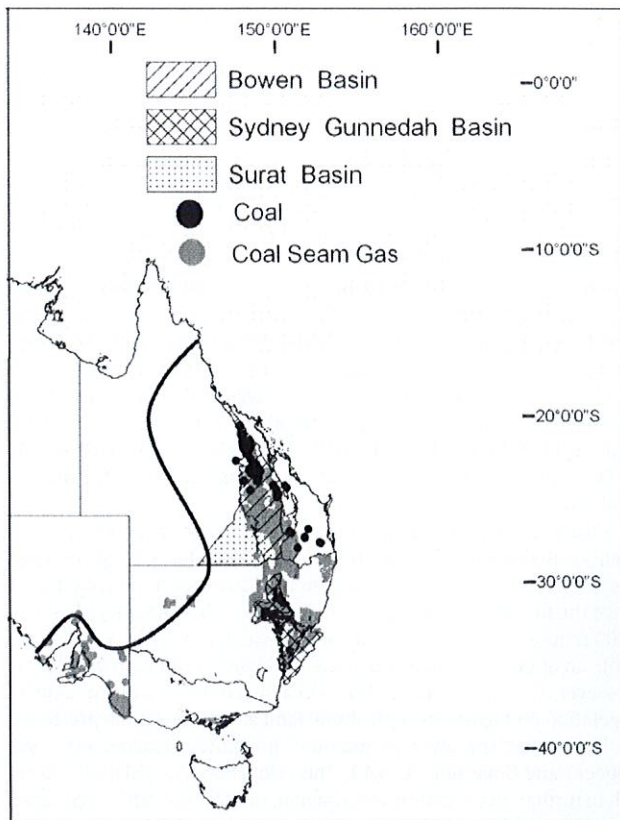 140°0'0"E 150°0'0"E 160°0'0"E
Bowen Basin
−0°0'0"
Sydney Gunnedah Basin
Surat Basin
Coal
−10°0'0"S
Coal Seam Gas
−20°0'0"S
−30°0'0"S
−40°0'0"S